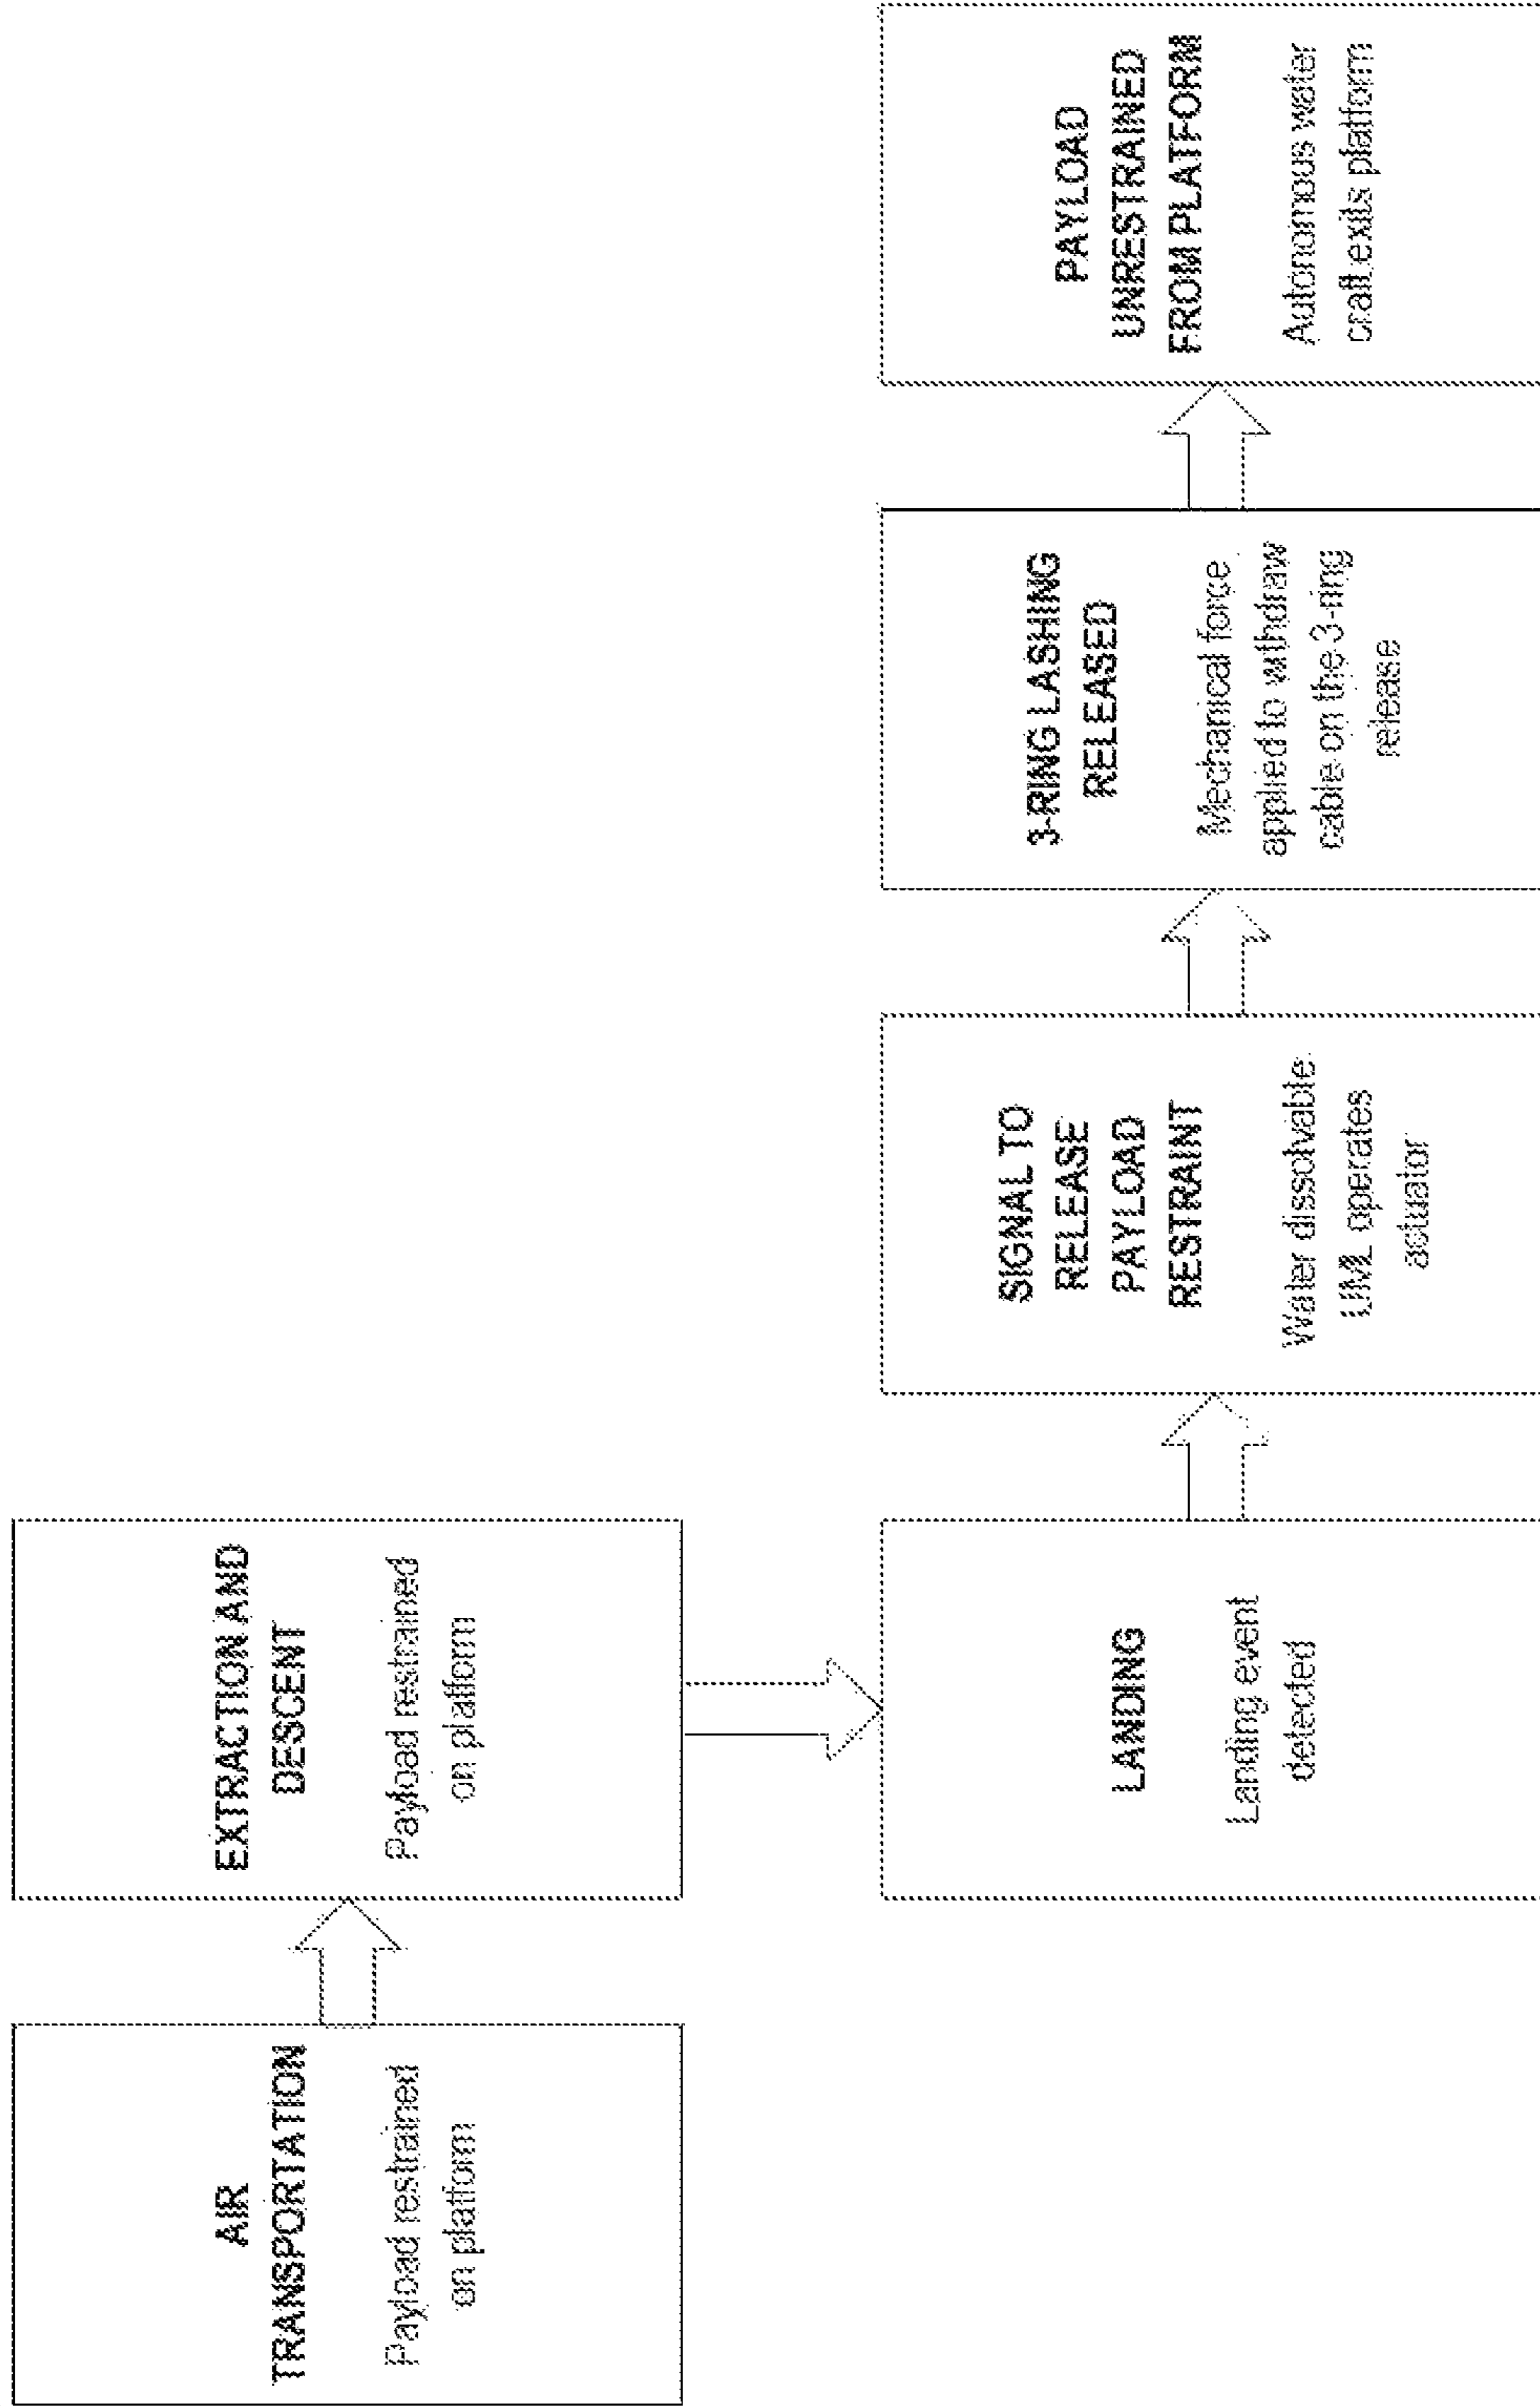 AIR
TRANSPORTATION
Payload restrained
on platform
EXTRACTION AND
DESCENT
Payload restrained
on platform
LANDING
Landing event
detected
SIGNAL TO
RELEASE
PAYLOAD
RESTRAINT
Water dissolvable
UML operates
actuator
3-RING LASHING
RELEASED
Mechanical force
applied to withdraw
cable on the 3-ring
release
PAYLOAD
UNRESTRAINED
FROM PLATFORM
Autonomous water
craft exits platform